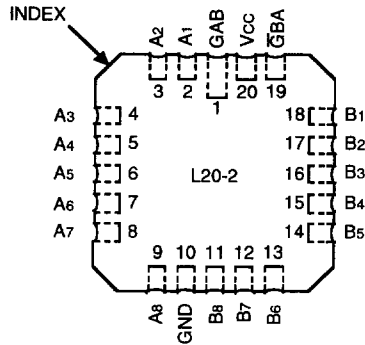 INDEX
A2 A1 GAB VCC G̅BA
3 2 1 20 19
A3 4 18 B1
A4 5 17 B2
A5 6 L20-2 16 B3
A6 7 15 B4
A7 8 14 B5
9 10 11 12 13
A8 GND B8 B7 B6